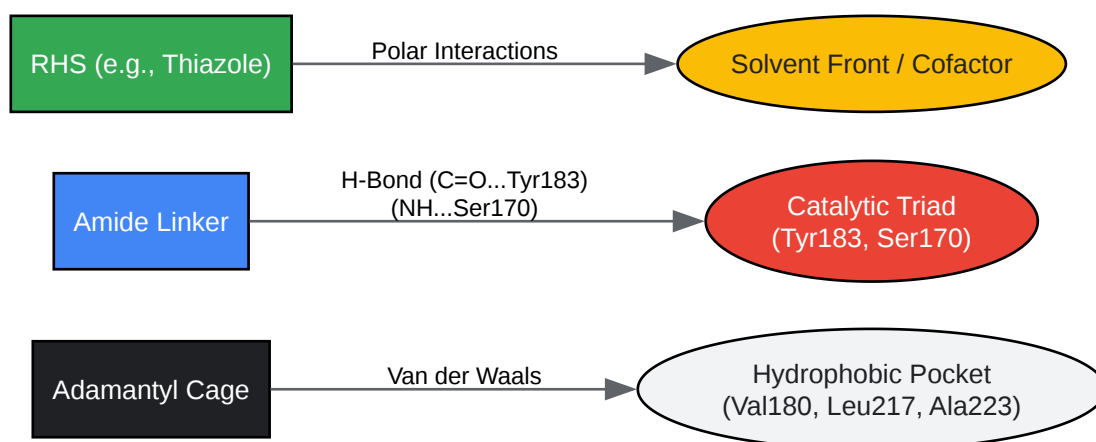 RHS (e.g., Thiazole)
Polar Interactions
Solvent Front / Cofactor
Amide Linker
H-Bond (C=O...Tyr183)
(NH...Ser170)
Catalytic Triad
(Tyr183, Ser170)
Adamantyl Cage
Van der Waals
Hydrophobic Pocket
(Val180, Leu217, Ala223)